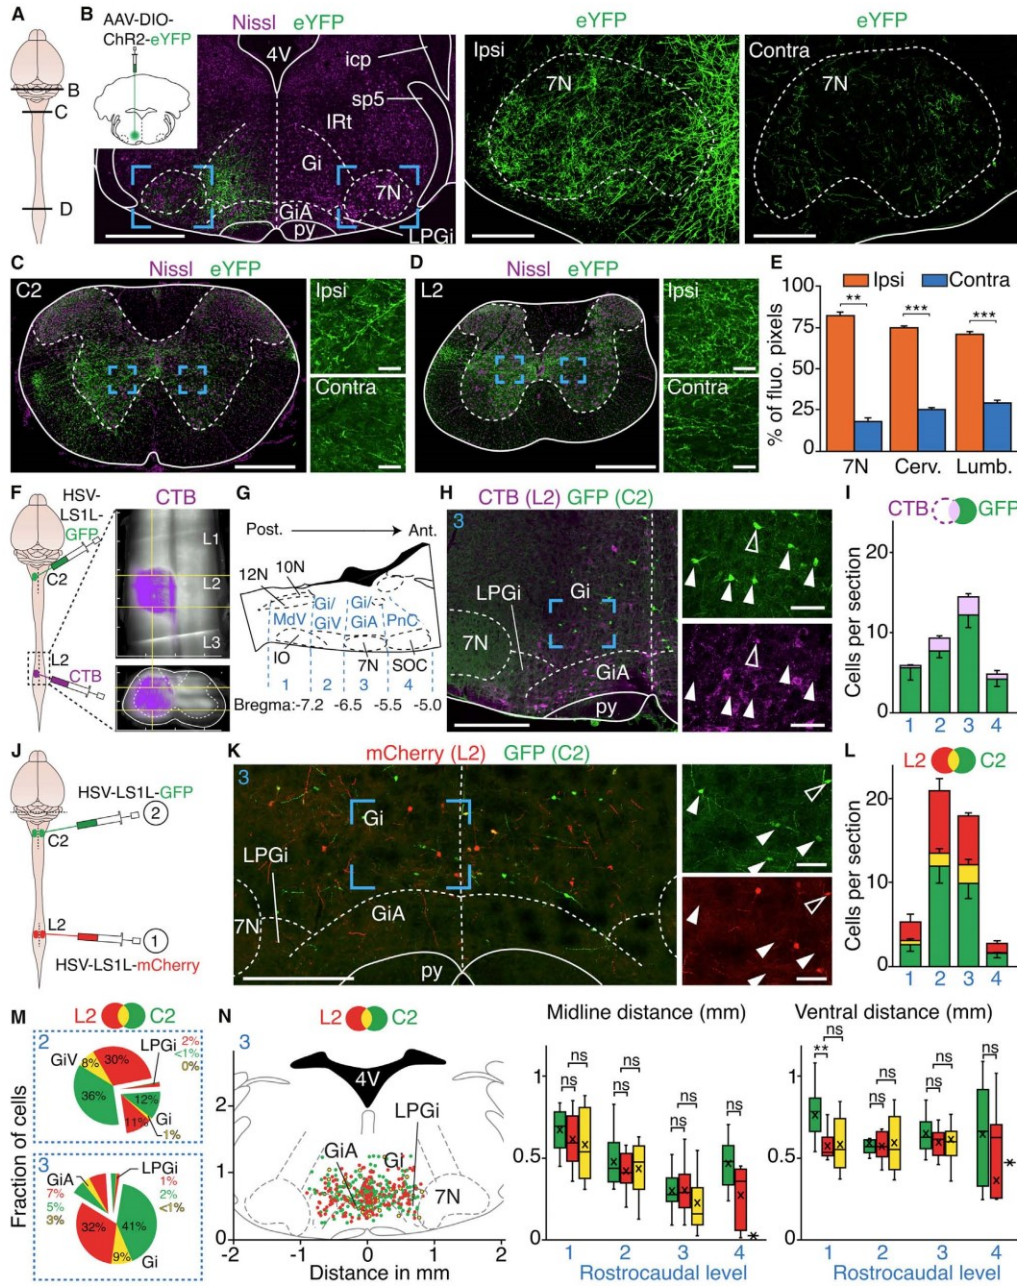 A
B
C
D
AAV-DIO-
ChR2-eYFP
B
Nissl eYFP
4V
icp
sp5
IRt
Gi
7N
GiA
py
LPGi
eYFP
Ipsi
7N
eYFP
Contra
7N
C
Nissl eYFP
C2
Ipsi
Contra
D
Nissl eYFP
L2
Ipsi
Contra
E
Ipsi Contra
% of fluo. pixels
100
75
50
25
0
** *** ***
7N Cerv. Lumb.
F
HSV-
LS1L-
GFP
C2
L2
CTB
CTB
L1
L2
L3
G
Post. Ant.
12N 10N
MdV
Gi/
GiV
Gi/
GiA
PnC
IO 7N SOC
1 2 3 4
Bregma: -7.2 -6.5 -5.5 -5.0
H
CTB (L2) GFP (C2)
3
Gi
LPGi
7N
GiA
py
I
CTB GFP
Cells per section
20
10
0
1 2 3 4
J
HSV-LS1L-GFP
2
C2
L2
1
HSV-LS1L-mCherry
K
mCherry (L2) GFP (C2)
3
Gi
LPGi
GiA
7N
py
L
L2 C2
Cells per section
20
10
0
1 2 3 4
M
L2 C2
Fraction of cells
2
GiV
8% 30%
36%
12%
11%
LPGi
2%
<1%
0%
Gi
1%
3
GiA
7%
5%
3%
32%
41%
9%
LPGi
1%
2%
<1%
Gi
N
L2 C2
3
4V
LPGi
GiA
Gi
7N
2
1
0
-2 -1 0 1 2
Distance in mm
Midline distance (mm)
1
0
ns
ns
ns
ns
ns
ns
ns
1 2 3 4
Rostrocaudal level
Ventral distance (mm)
1
0
ns
**
ns
ns
ns
ns
ns
1 2 3 4
Rostrocaudal level